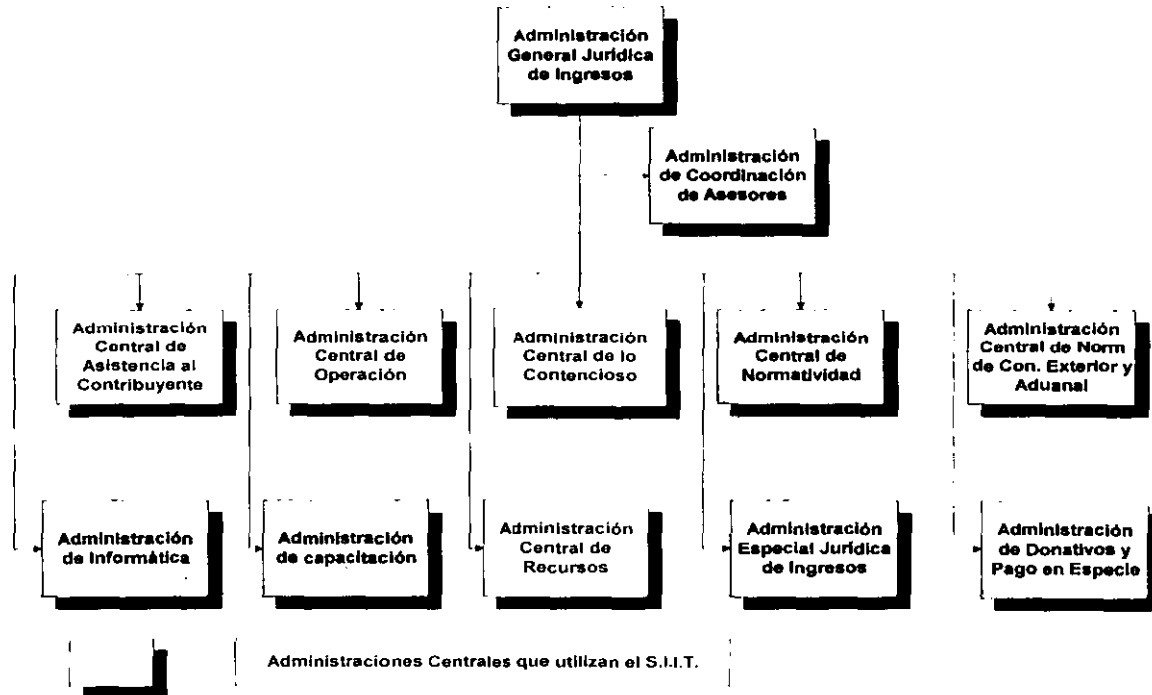 Administración
General Jurídica
de Ingresos
Administración
de Coordinación
de Asesores
Administración
Central de
Asistencia al
Contribuyente
Administración
Central de
Operación
Administración
Central de lo
Contencioso
Administración
Central de
Normatividad
Administración
Central de Norm
de Con. Exterior y
Aduanal
Administración
de Informática
Administración
de capacitación
Administración
Central de
Recursos
Administración
Especial Jurídica
de Ingresos
Administración
de Donativos y
Pago en Especie
Administraciones Centrales que utilizan el S.I.I.T.